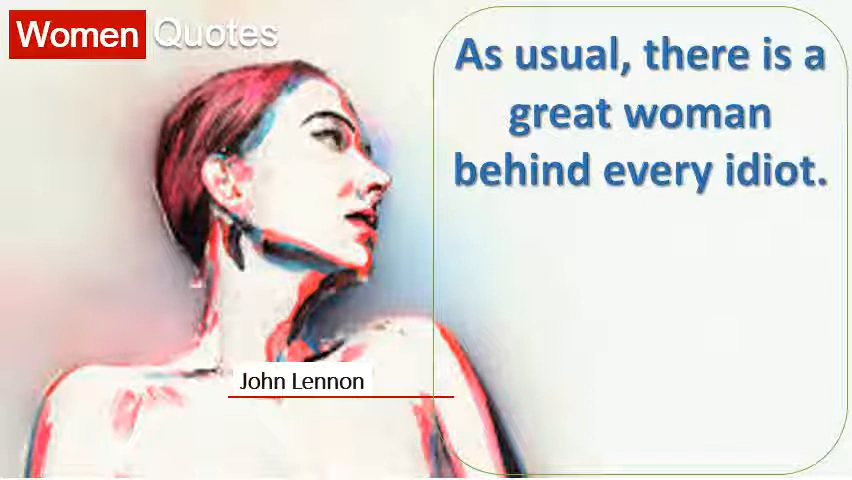 Women Quotes
As usual, there is a
great woman
behind every idiot.
John Lennon